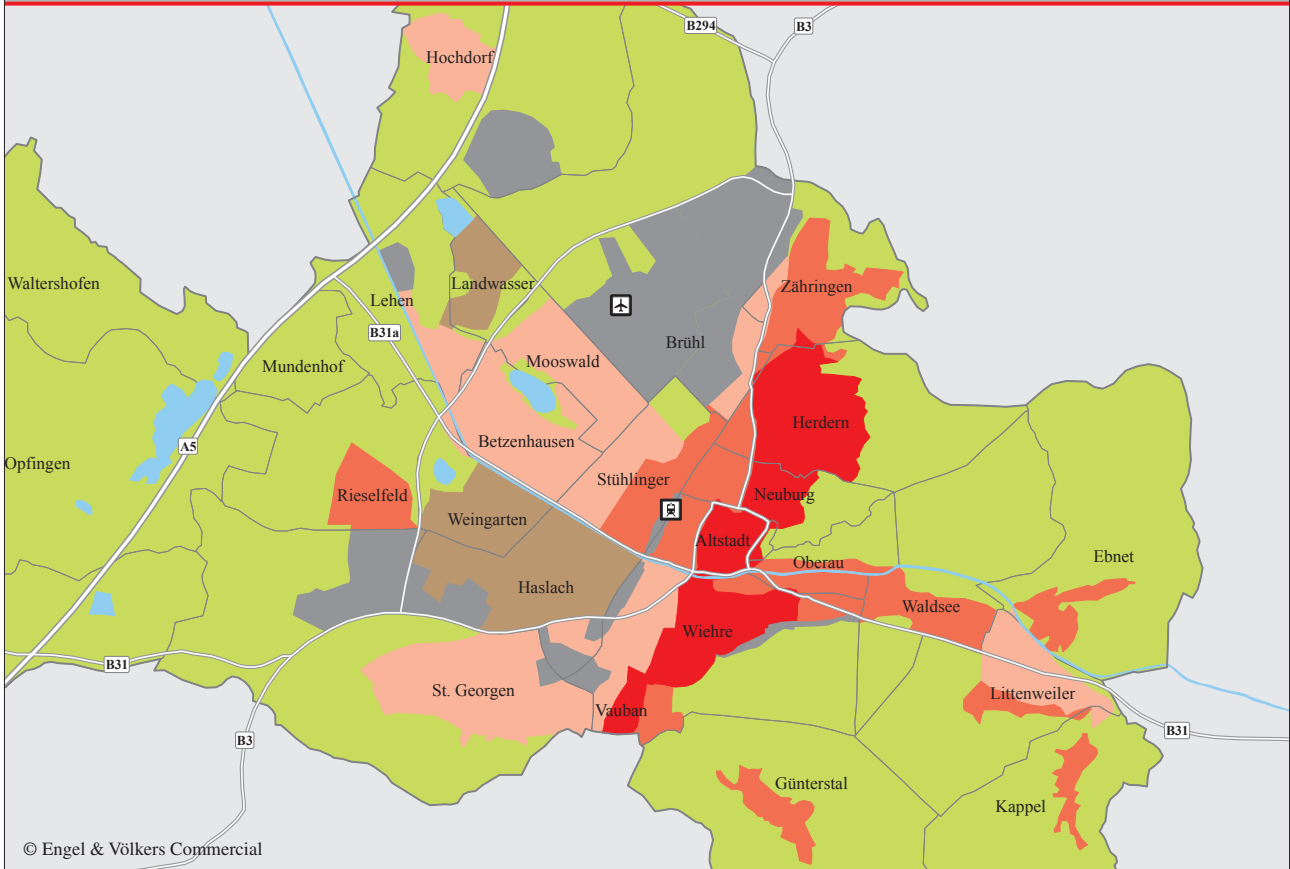 B294
B3
Hochdorf
Waltershofen
Lehen
Landwasser
Zähringen
B31a
Brühl
Mundenhof
Mooswald
Herdern
A5
Betzenhausen
Opfingen
Stühlinger
Rieselfeld
Neuburg
Weingarten
Altstadt
Oberau
Ebnet
Haslach
Waldsee
Wiehre
B31
St. Georgen
Littenweiler
Vauban
B31
B3
Günterstal
Kappel
© Engel & Völkers Commercial